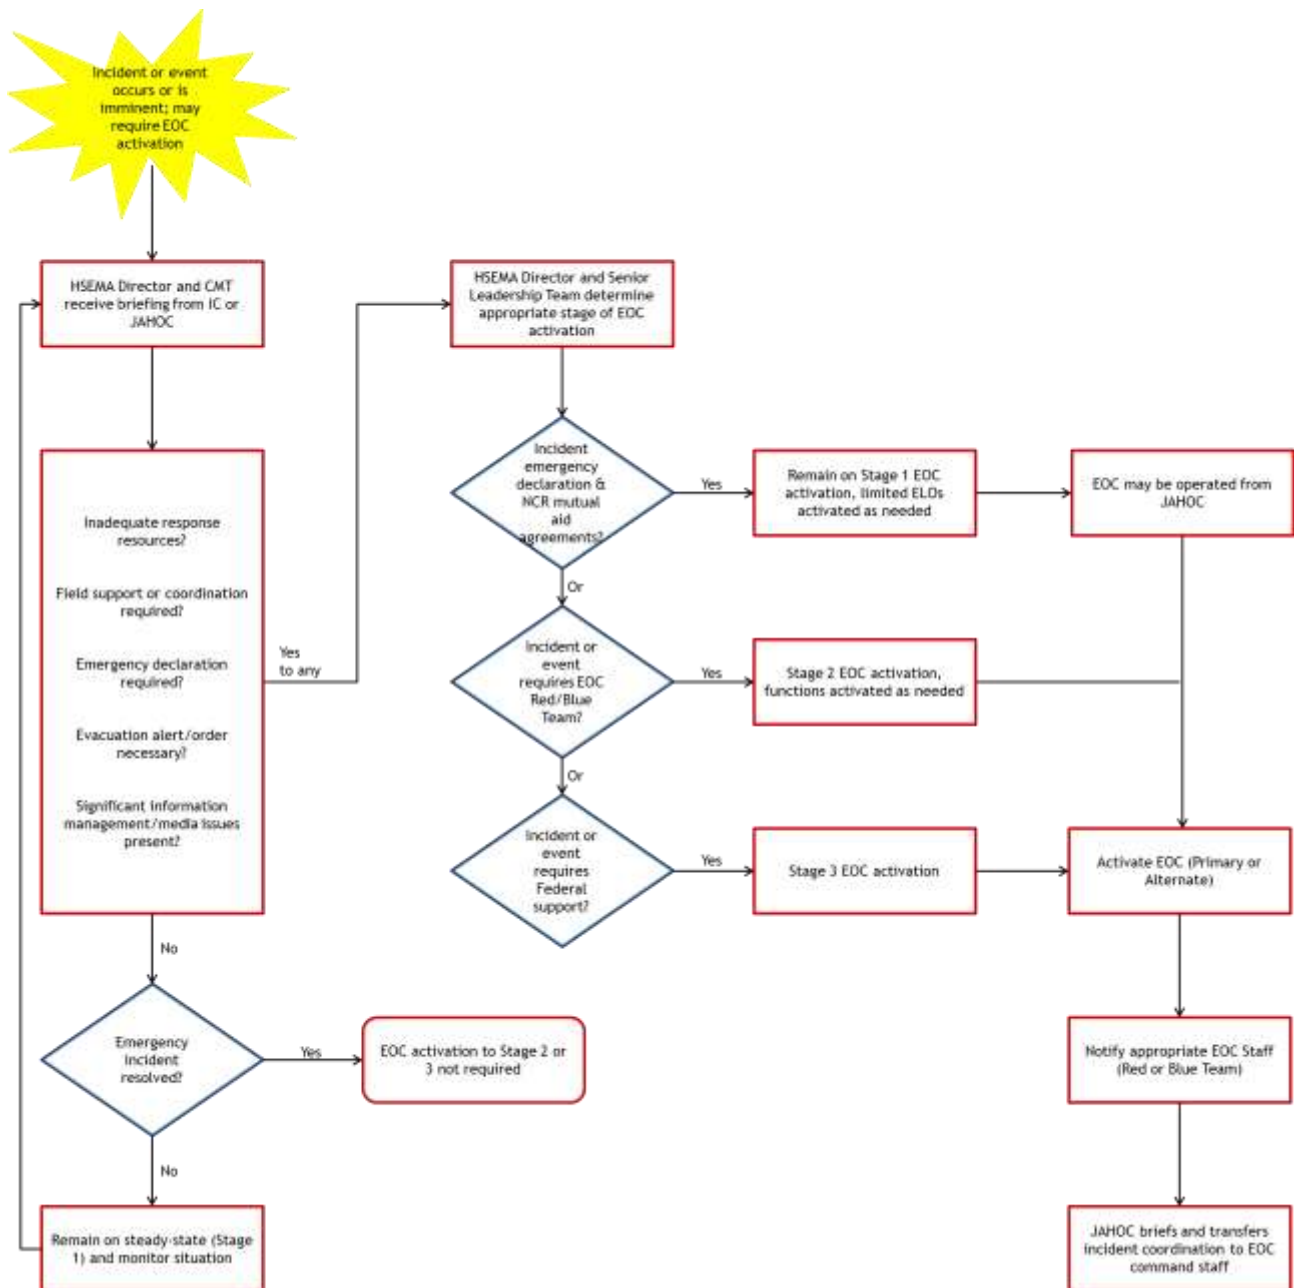 Incident or event
occurs or is
imminent; may
require EOC
activation
HSEMA Director and CMT
receive briefing from IC or
JAHOC
HSEMA Director and Senior
Leadership Team determine
appropriate stage of EOC
activation
Inadequate response
resources?
Field support or coordination
required?
Emergency declaration
required?
Evacuation alert/order
necessary?
Significant information
management/media issues
present?
Yes
to any
Incident
emergency
declaration &
NCR mutual
aid
agreements?
Yes
Remain on Stage 1 EOC
activation, limited ELOs
activated as needed
EOC may be operated from
JAHOC
Or
Incident or
event
requires EOC
Red/Blue
Team?
Yes
Stage 2 EOC activation,
functions activated as needed
Or
Incident or
event
requires
Federal
support?
Yes
Stage 3 EOC activation
Activate EOC (Primary or
Alternate)
No
Emergency
incident
resolved?
Yes
EOC activation to Stage 2 or
3 not required
Notify appropriate EOC Staff
(Red or Blue Team)
No
Remain on steady-state (Stage
1) and monitor situation
JAHOC briefs and transfers
incident coordination to EOC
command staff